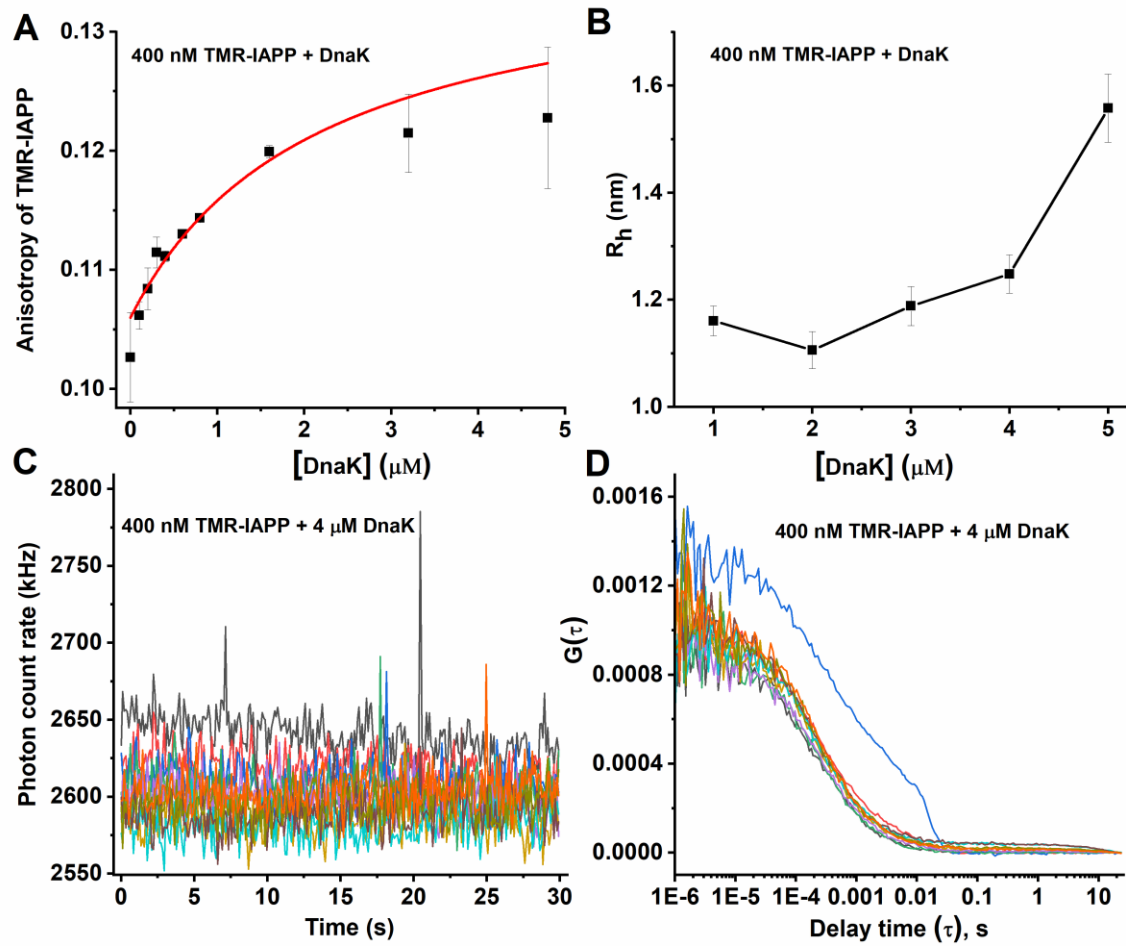 A
400 nM TMR-IAPP + DnaK
Anisotropy of TMR-IAPP
0.13
0.12
0.11
0.10
0 1 2 3 4 5
[DnaK] (μM)
B
400 nM TMR-IAPP + DnaK
R_h (nm)
1.6
1.4
1.2
1.0
1 2 3 4 5
[DnaK] (μM)
C
400 nM TMR-IAPP + 4 μM DnaK
Photon count rate (kHz)
2800
2750
2700
2650
2600
2550
0 5 10 15 20 25 30
Time (s)
D
400 nM TMR-IAPP + 4 μM DnaK
G(τ)
0.0016
0.0012
0.0008
0.0004
0.0000
1E-6 1E-5 1E-4 0.001 0.01 0.1 1 10
Delay time (τ), s